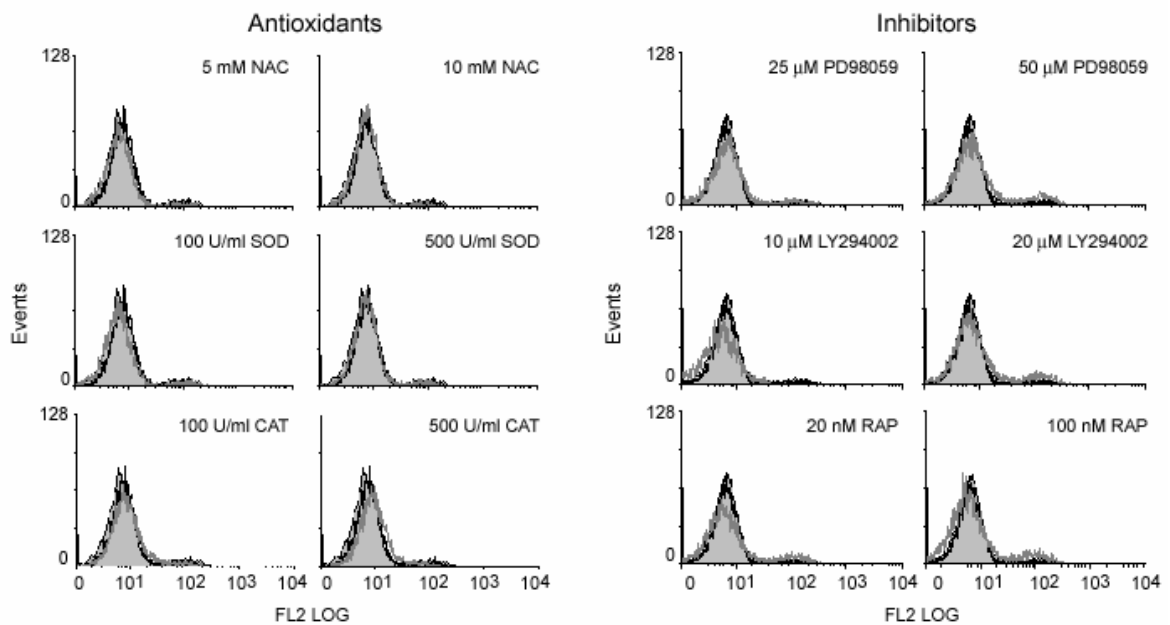 Antioxidants Inhibitors
128 5 mM NAC 10 mM NAC 128 25 μM PD98059 50 μM PD98059
0 0
128 100 U/ml SOD 500 U/ml SOD 128 10 μM LY294002 20 μM LY294002
Events Events
0 0
128 100 U/ml CAT 500 U/ml CAT 128 20 nM RAP 100 nM RAP
0 0
0 10¹ 10² 10³ 10⁴ 0 10¹ 10² 10³ 10⁴ 0 10¹ 10² 10³ 10⁴ 0 10¹ 10² 10³ 10⁴
FL2 LOG FL2 LOG